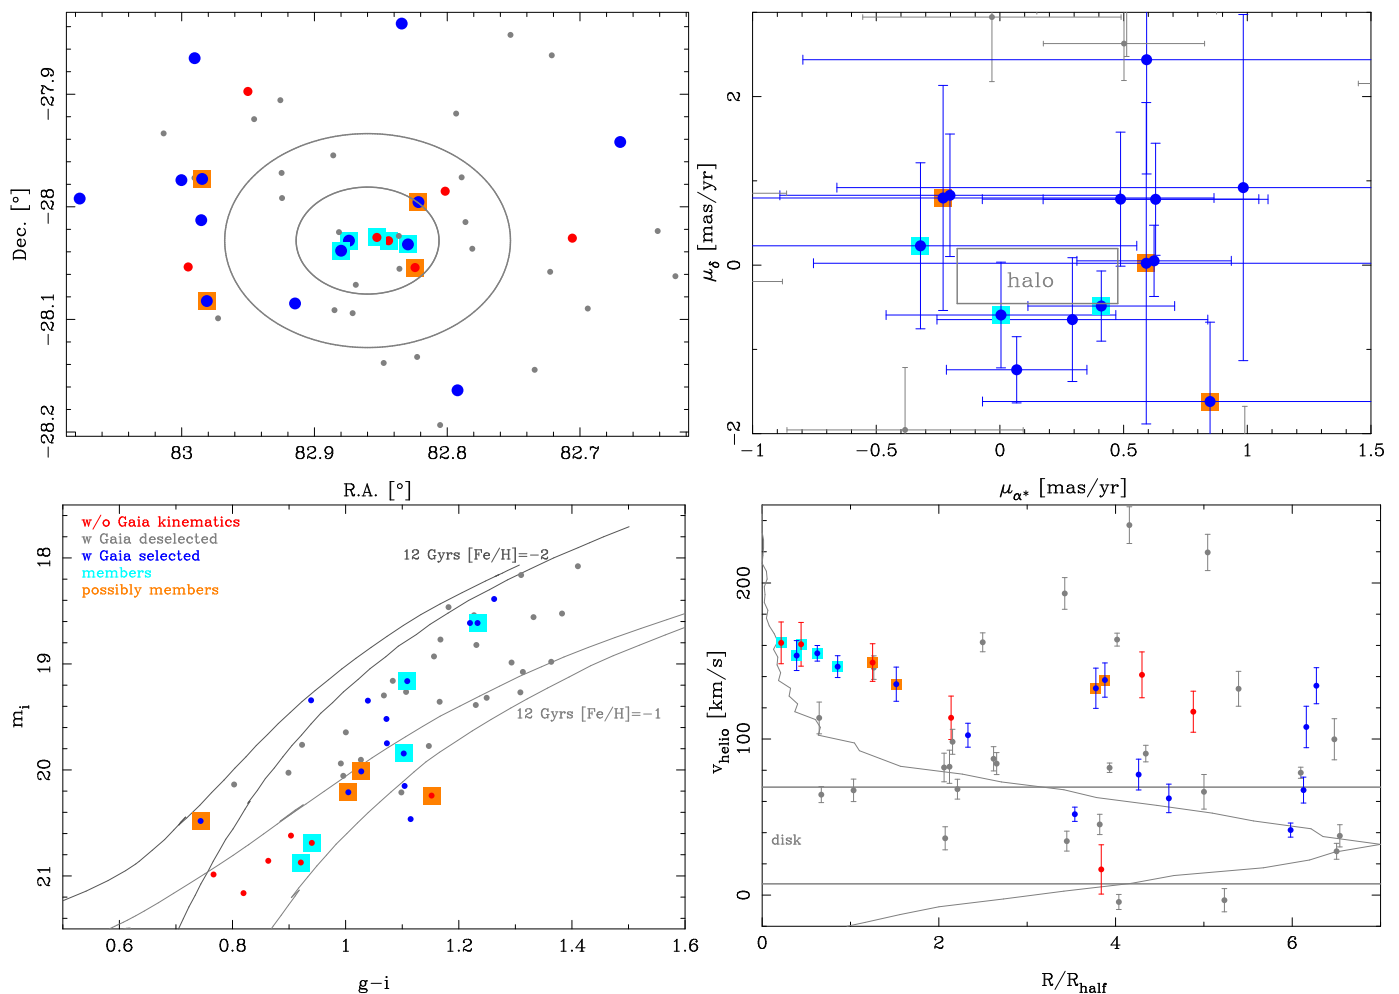 −27.9
−28
−28.1
−28.2
Dec. [°]
83
82.9
82.8
82.7
R.A. [°]
2
0
−2
μδ [mas/yr]
halo
−1
−0.5
0
0.5
1
1.5
μα* [mas/yr]
w/o Gaia kinematics
w Gaia deselected
w Gaia selected
members
possibly members
12 Gyrs [Fe/H]=−2
12 Gyrs [Fe/H]=−1
18
19
20
21
mi
0.6
0.8
1
1.2
1.4
1.6
g−i
200
100
0
vhelio [km/s]
disk
0
2
4
6
R/Rhalf